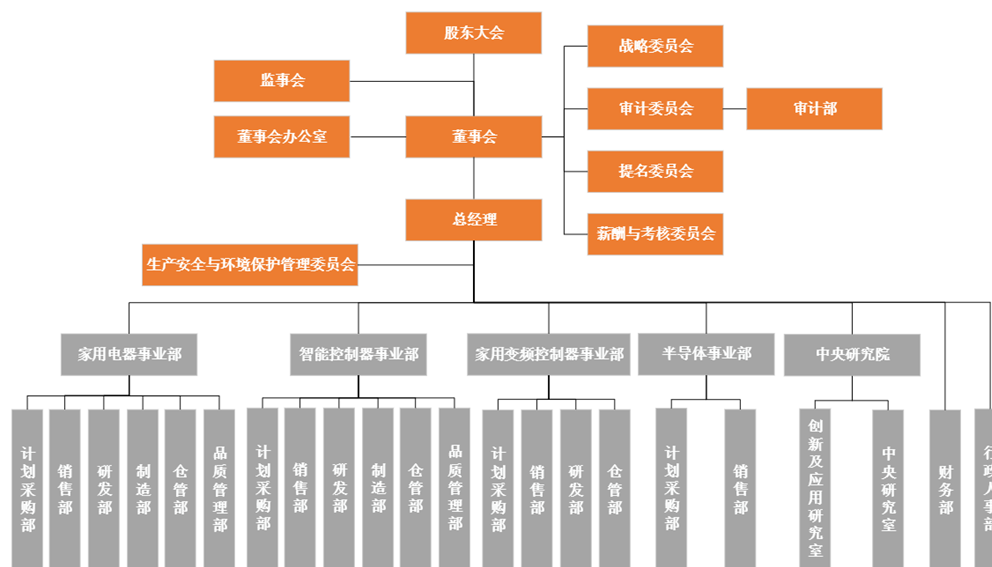 股东大会
战略委员会
监事会
审计委员会
审计部
董事会办公室
董事会
提名委员会
总经理
薪酬与考核委员会
生产安全与环境保护管理委员会
家用电器事业部
智能控制器事业部
家用变频控制器事业部
半导体事业部
中央研究院
计划采购部
销售部
研发部
制造部
仓管部
品质管理部
计划采购部
销售部
研发部
制造部
仓管部
品质管理部
计划采购部
销售部
研发部
仓管部
计划采购部
销售部
创新及应用研究室
中央研究室
财务部
行政人事部